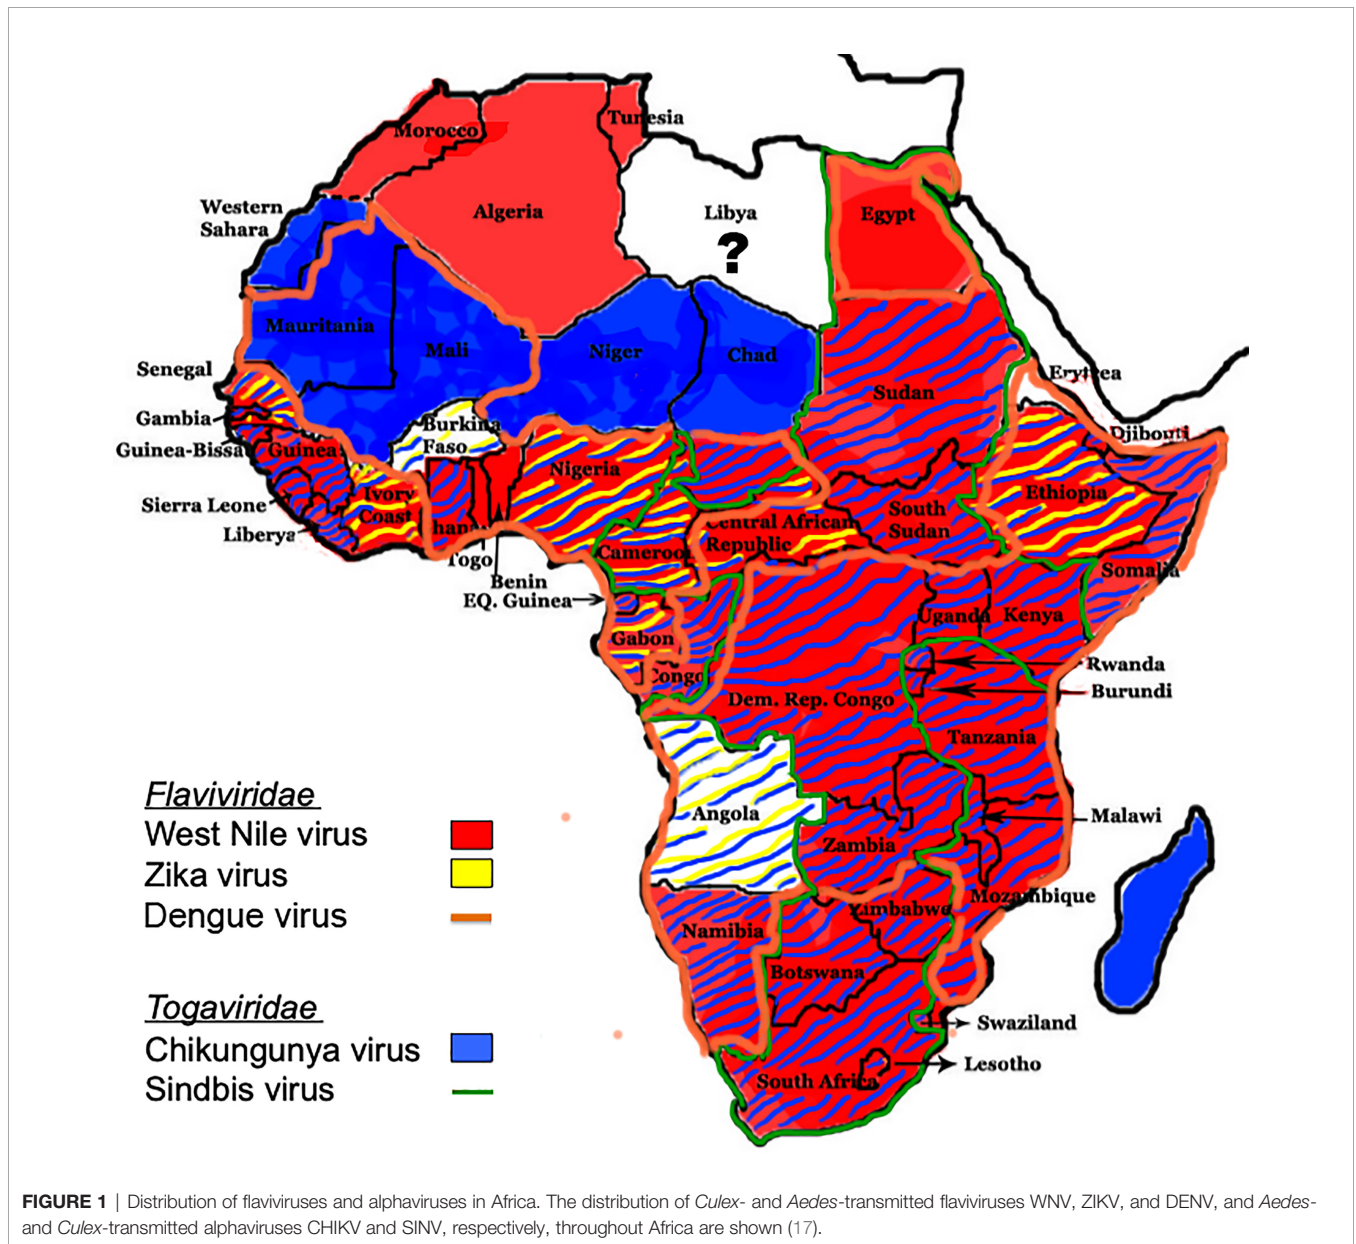 Morocco
Tunesia
Algeria
Libya
?
Egypt
Western
Sahara
Mauritania
Mali
Niger
Chad
Sudan
Erytrea
Djibouti
Senegal
Gambia
Guinea-Bissa
Guinea
Sierra Leone
Liberya
Burkina
Faso
Ivory
Coast
hana
Togo
Benin
EQ. Guinea
Nigeria
Cameroo
Central African
Republic
South
Sudan
Ethiopia
Somalia
Gabon
Congo
Dem. Rep. Congo
Uganda
Kenya
Rwanda
Burundi
Tanzania
Angola
Zambia
Malawi
Mozambique
Zimbabwe
Namibia
Botswana
Swaziland
Lesotho
South Africa
Flaviviridae
West Nile virus
Zika virus
Dengue virus
Togaviridae
Chikungunya virus
Sindbis virus
FIGURE 1 | Distribution of flaviviruses and alphaviruses in Africa. The distribution of Culex- and Aedes-transmitted flaviviruses WNV, ZIKV, and DENV, and Aedes-
and Culex-transmitted alphaviruses CHIKV and SINV, respectively, throughout Africa are shown (17).